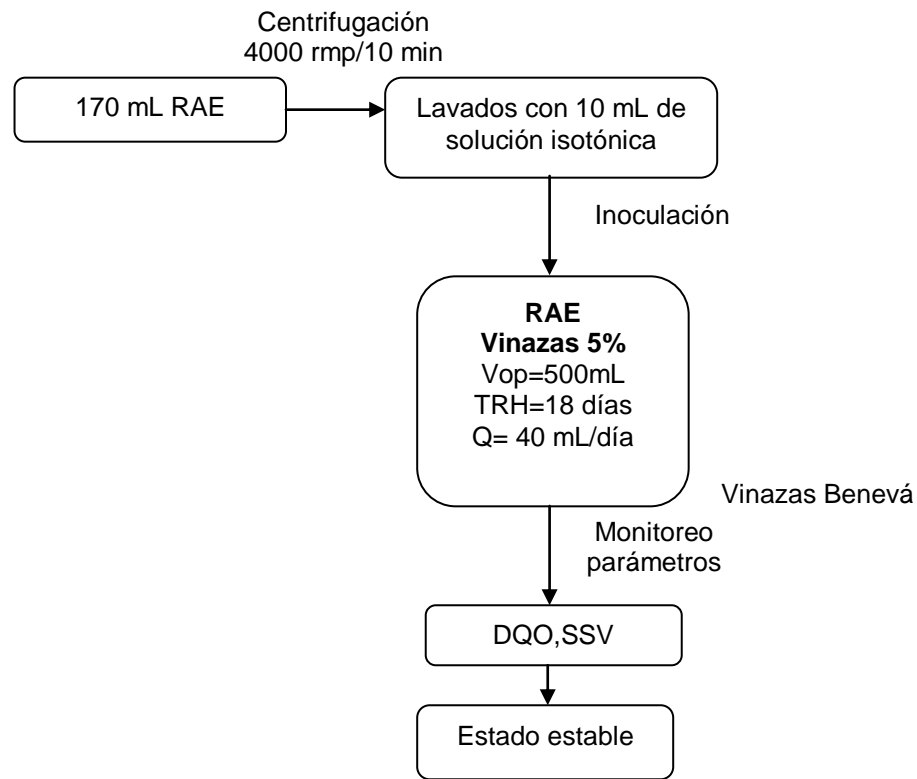 Centrifugación
4000 rmp/10 min
170 mL RAE
Lavados con 10 mL de
solución isotónica
Inoculación
RAE
Vinazas 5%
Vop=500mL
TRH=18 días
Q= 40 mL/día
Vinazas Benevá
Monitoreo
parámetros
DQO,SSV
Estado estable